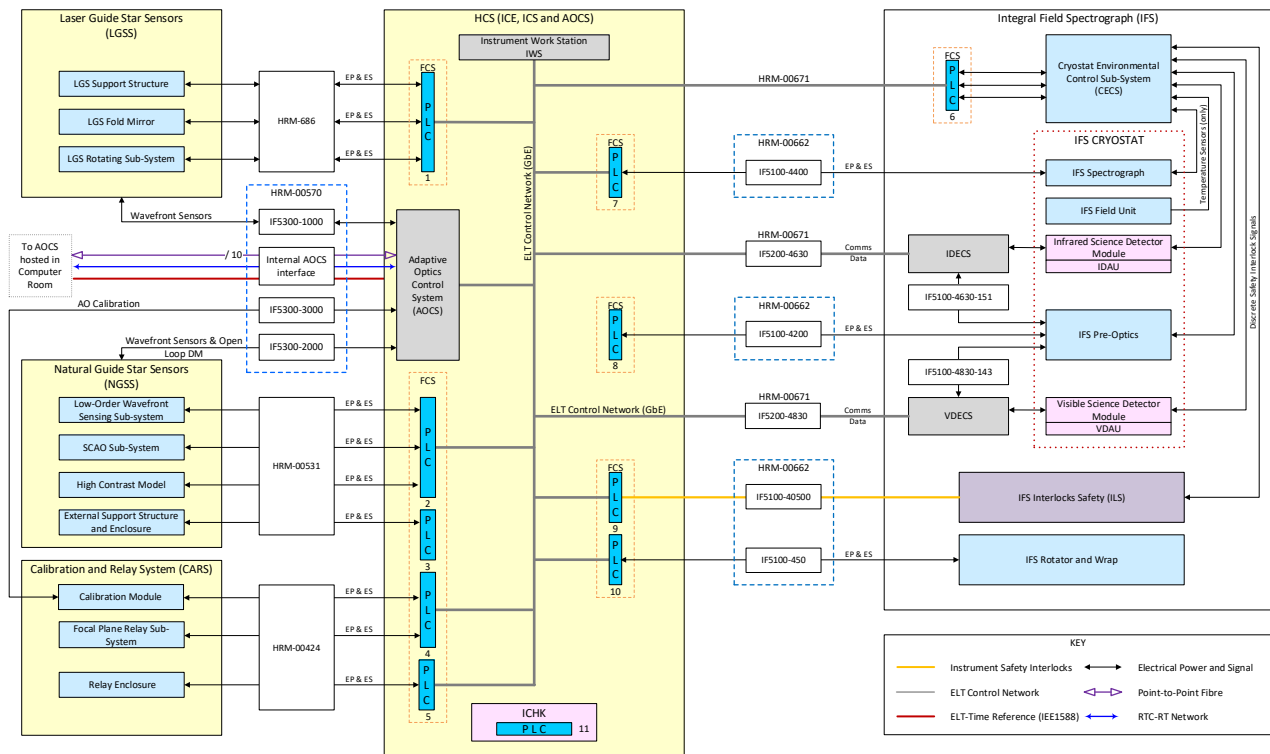 Laser Guide Star Sensors
(LGSS)
LGS Support Structure
LGS Fold Mirror
LGS Rotating Sub-System
HRM-686
EP & ES
EP & ES
EP & ES
HCS (ICE, ICS and AOCS)
Instrument Work Station
IWS
FCS
P
L
C
1
ELT Control Network (GbE)
Wavefront Sensors
HRM-00570
IF5300-1000
To AOCS
hosted in
Computer
Room
/ 10
Internal AOCS
interface
AO Calibration
IF5300-3000
Wavefront Sensors & Open
Loop DM
IF5300-2000
Adaptive
Optics
Control
System
(AOCS)
Natural Guide Star Sensors
(NGSS)
Low-Order Wavefront
Sensing Sub-system
SCAO Sub-System
High Contrast Model
External Support Structure
and Enclosure
HRM-00531
EP & ES
EP & ES
EP & ES
EP & ES
FCS
P
L
C
2
P
L
C
3
Calibration and Relay System (CARS)
Calibration Module
Focal Plane Relay Sub-
System
Relay Enclosure
HRM-00424
EP & ES
EP & ES
EP & ES
P
L
C
4
P
L
C
5
ICHK
P L C
11
HRM-00671
FCS
P
L
C
7
HRM-00662
IF5100-4400
EP & ES
HRM-00671
IF5200-4630
Comms
Data
FCS
P
L
C
8
HRM-00662
IF5100-4200
EP & ES
ELT Control Network (GbE)
HRM-00671
IF5200-4830
Comms
Data
FCS
P
L
C
9
HRM-00662
IF5100-40500
P
L
C
10
IF5100-450
EP & ES
Integral Field Spectrograph (IFS)
FCS
P
L
C
6
Cryostat Environmental
Control Sub-System
(CECS)
Temperature Sensors (only)
Discrete Safety Interlock Signals
IFS CRYOSTAT
IFS Spectrograph
IFS Field Unit
IDECS
Infrared Science Detector
Module
IDAU
IF5100-4630-151
IFS Pre-Optics
IF5100-4830-143
VDECS
Visible Science Detector
Module
VDAU
IFS Interlocks Safety (ILS)
IFS Rotator and Wrap
KEY
Instrument Safety Interlocks
Electrical Power and Signal
ELT Control Network
Point-to-Point Fibre
ELT-Time Reference (IEE1588)
RTC-RT Network